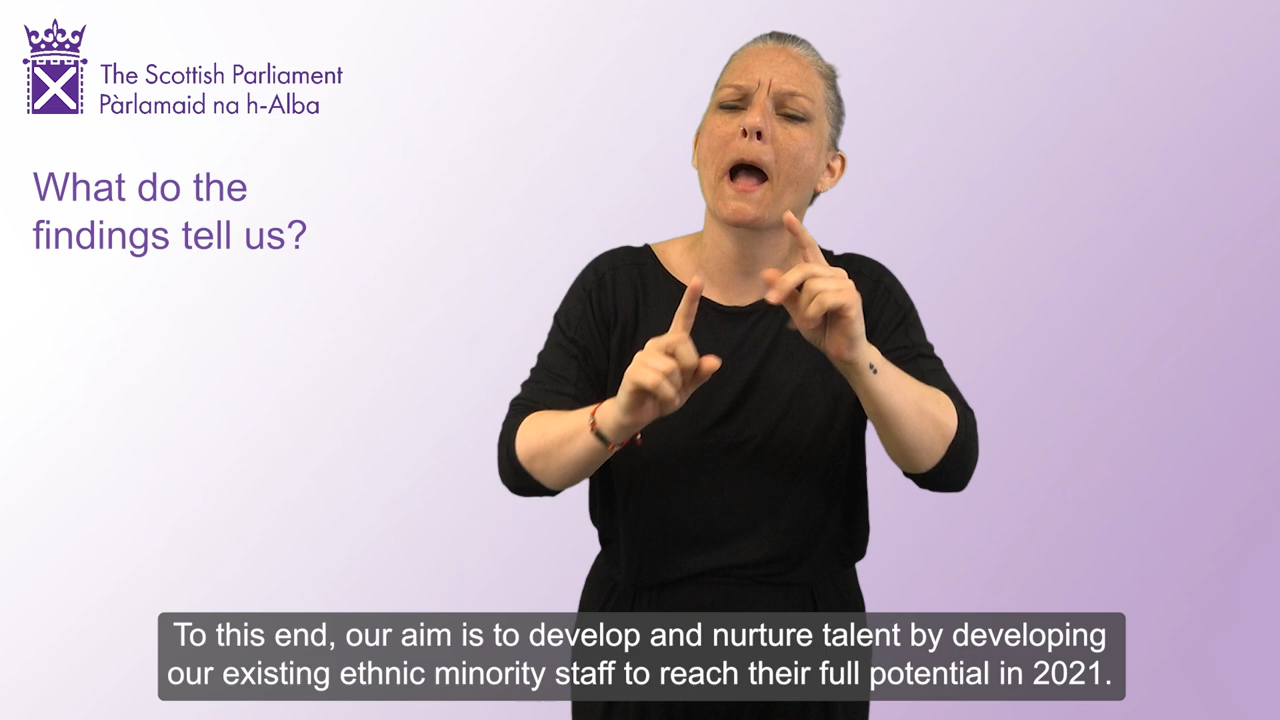 The Scottish Parliament
Pàrlamaid na h-Alba
What do the
findings tell us?
To this end, our aim is to develop and nurture talent by developing
our existing ethnic minority staff to reach their full potential in 2021.